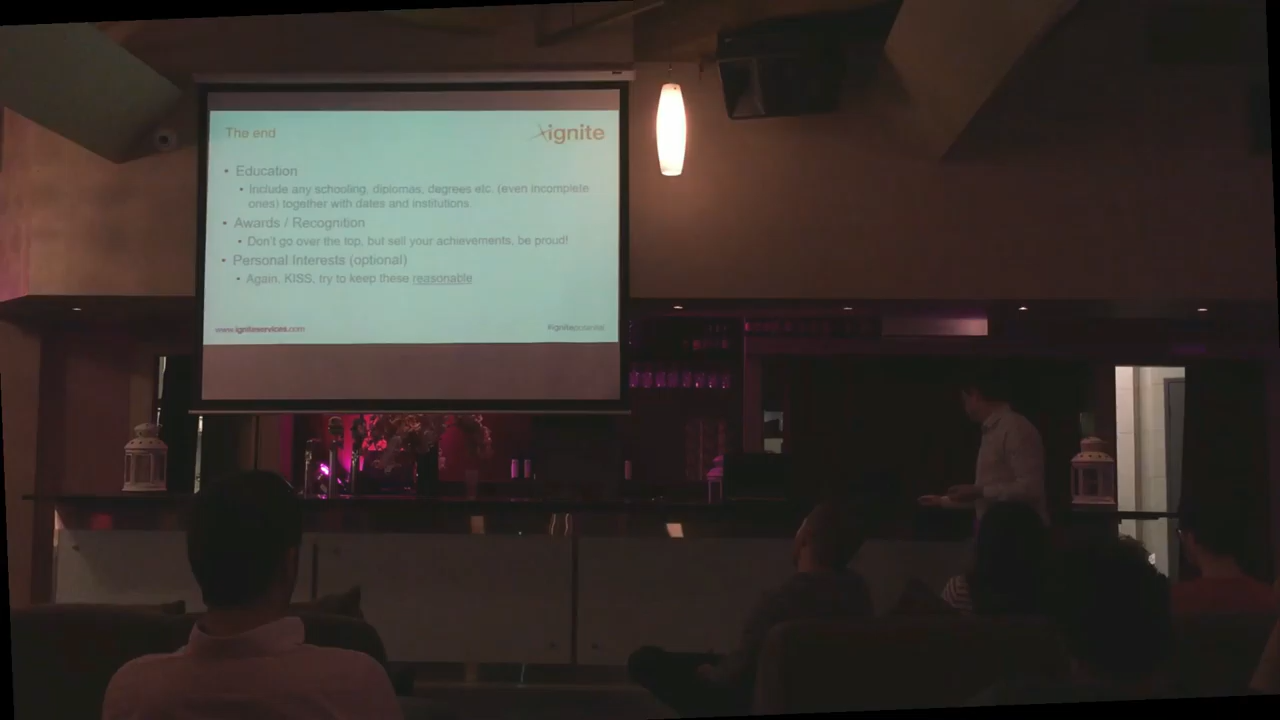 The end
ignite
• Education
• Include any schooling, diplomas, degrees etc. (even incomplete
ones) together with dates and institutions.
• Awards / Recognition
• Don't go over the top, but sell your achievements, be proud!
• Personal Interests (optional)
• Again, KISS, try to keep these reasonable
www.igniteservices.com